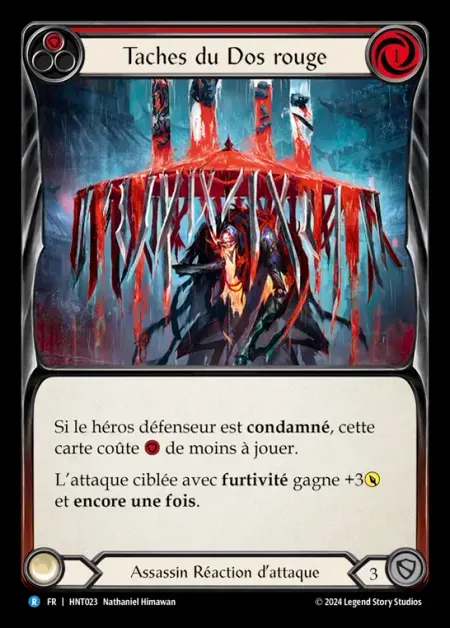 Taches du Dos rouge
1
Si le héros défenseur est condamné, cette
carte coûte de moins à jouer.
L'attaque ciblée avec furtivité gagne +3
et encore une fois.
Assassin Réaction d'attaque
3
R FR | HNT023 Nathaniel Himawan
© 2024 Legend Story Studios